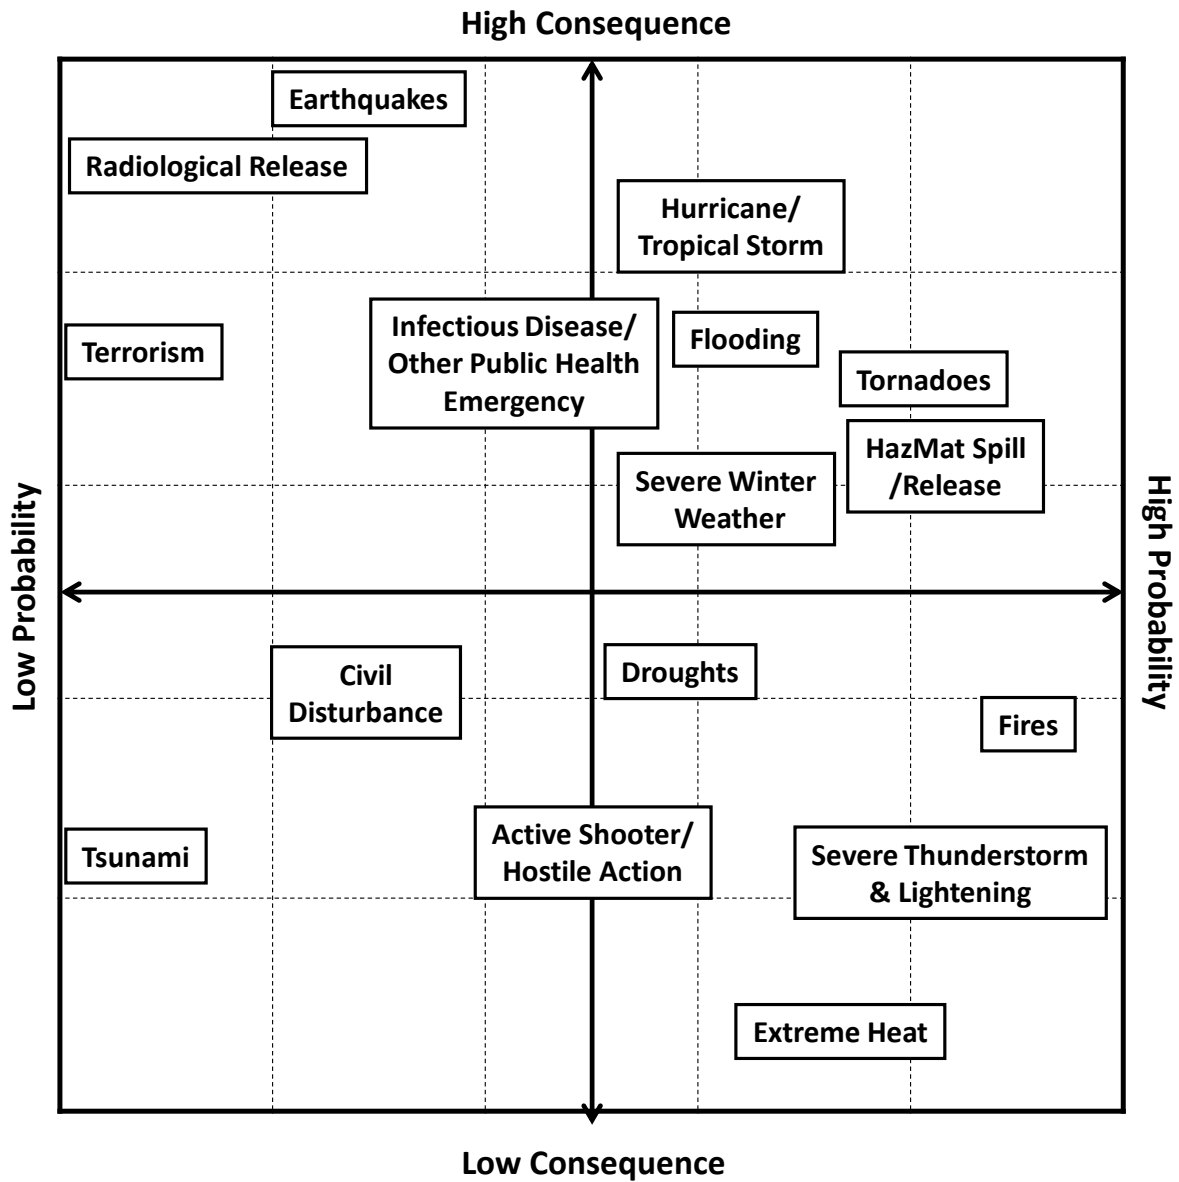 High Consequence
Earthquakes
Radiological Release
Hurricane/
Tropical Storm
Infectious Disease/
Other Public Health
Emergency
Flooding
Terrorism
Tornadoes
HazMat Spill
/Release
Severe Winter
Weather
Low Probability
High Probability
Civil
Disturbance
Droughts
Fires
Active Shooter/
Hostile Action
Tsunami
Severe Thunderstorm
& Lightening
Extreme Heat
Low Consequence